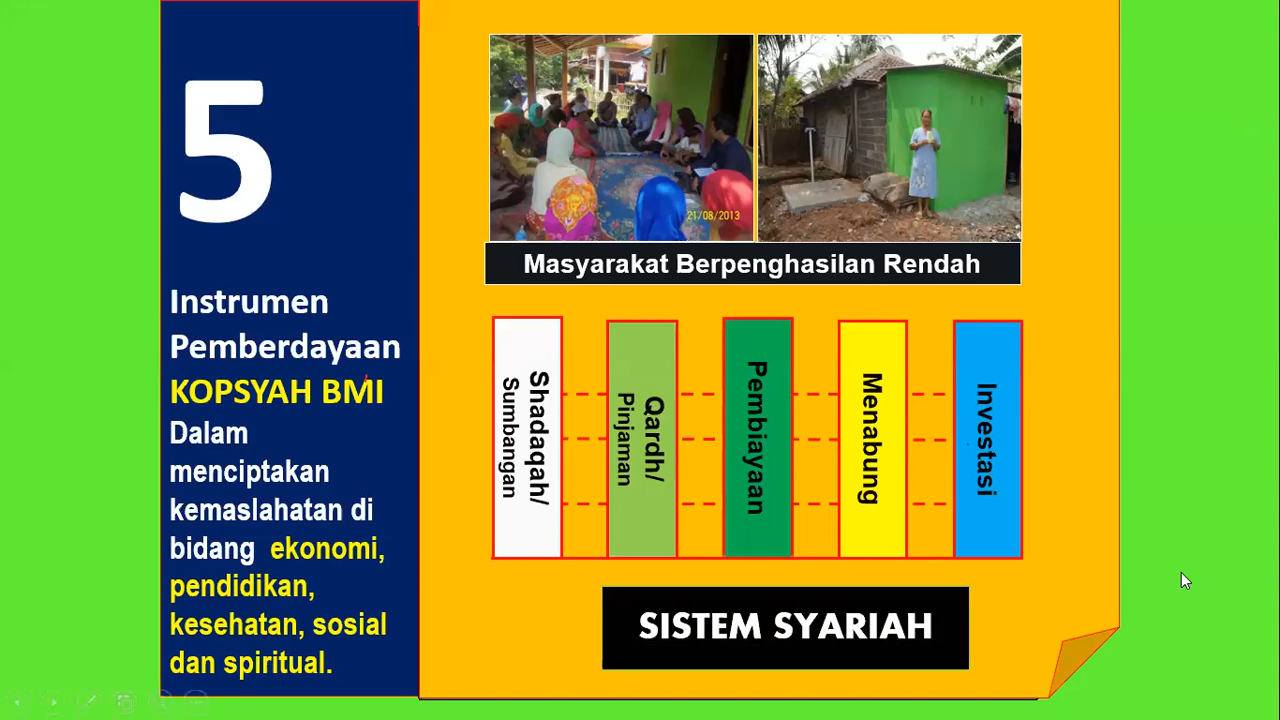 5
Instrumen
Pemberdayaan
KOPSYAH BMI
Dalam
menciptakan
kemaslahatan di
bidang ekonomi,
pendidikan,
kesehatan, sosial
dan spiritual.
21/08/2013
Masyarakat Berpenghasilan Rendah
Shadaqah/
Sumbangan
Qardh/
Pinjaman
Pembiayaan
Menabung
Investasi
SISTEM SYARIAH